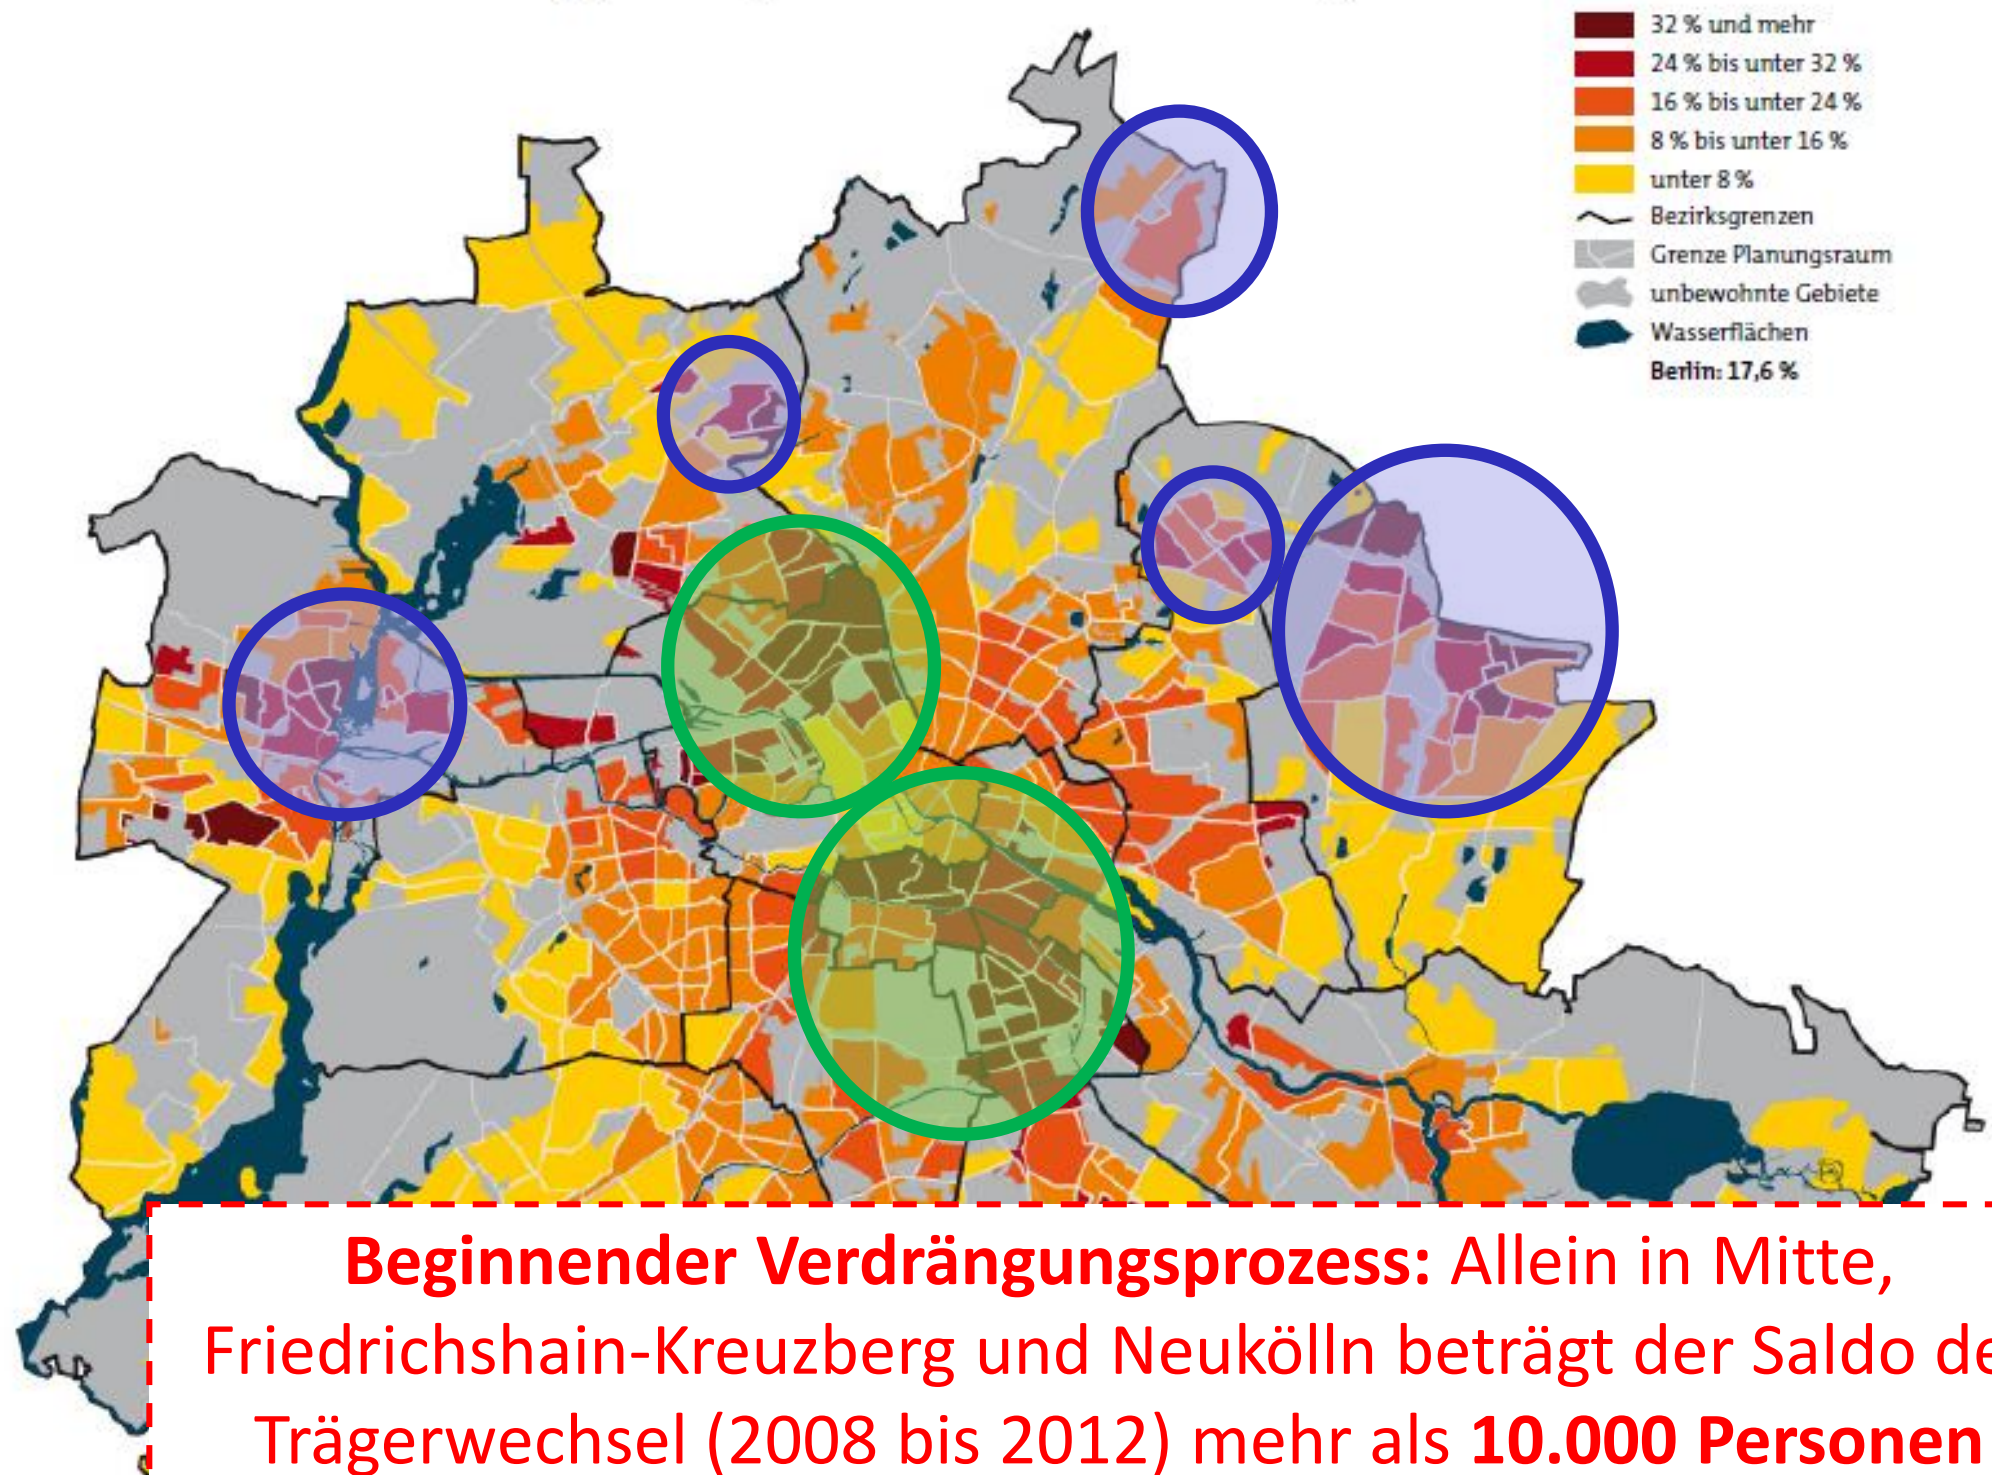 32 % und mehr
24 % bis unter 32 %
16 % bis unter 24 %
8 % bis unter 16 %
unter 8 %
Bezirksgrenzen
Grenze Planungsraum
unbewohnte Gebiete
Wasserflächen
Berlin: 17,6 %
Beginnender Verdrängungsprozess: Allein in Mitte,
Friedrichshain-Kreuzberg und Neukölln beträgt der Saldo de
Trägerwechsel (2008 bis 2012) mehr als 10.000 Personen